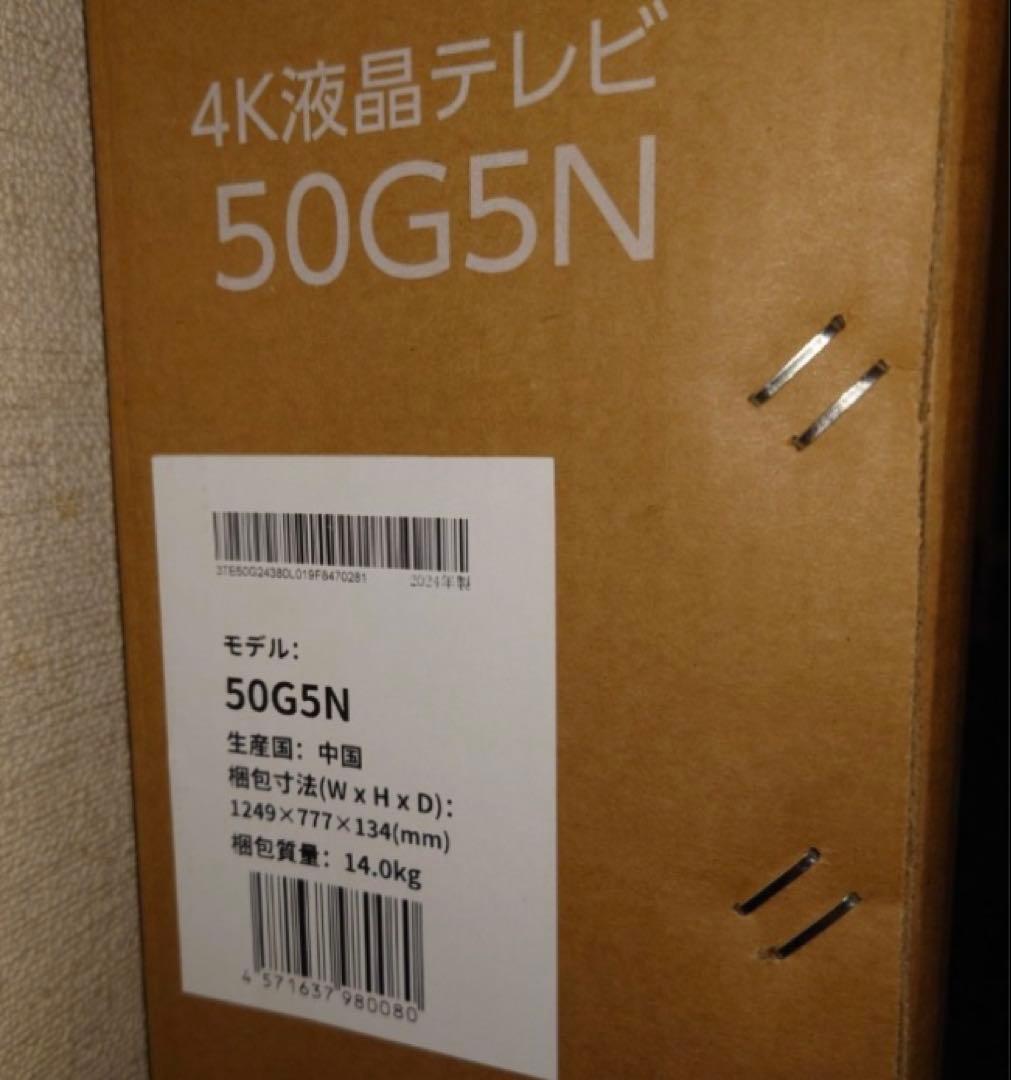 4K液晶テレビ
50G5N
3TE50G2438DL019F8470281 2024年製
モデル:
50G5N
生産国: 中国
梱包寸法(W x H x D):
1249×777×134(mm)
梱包質量: 14.0kg
4 571637 980080